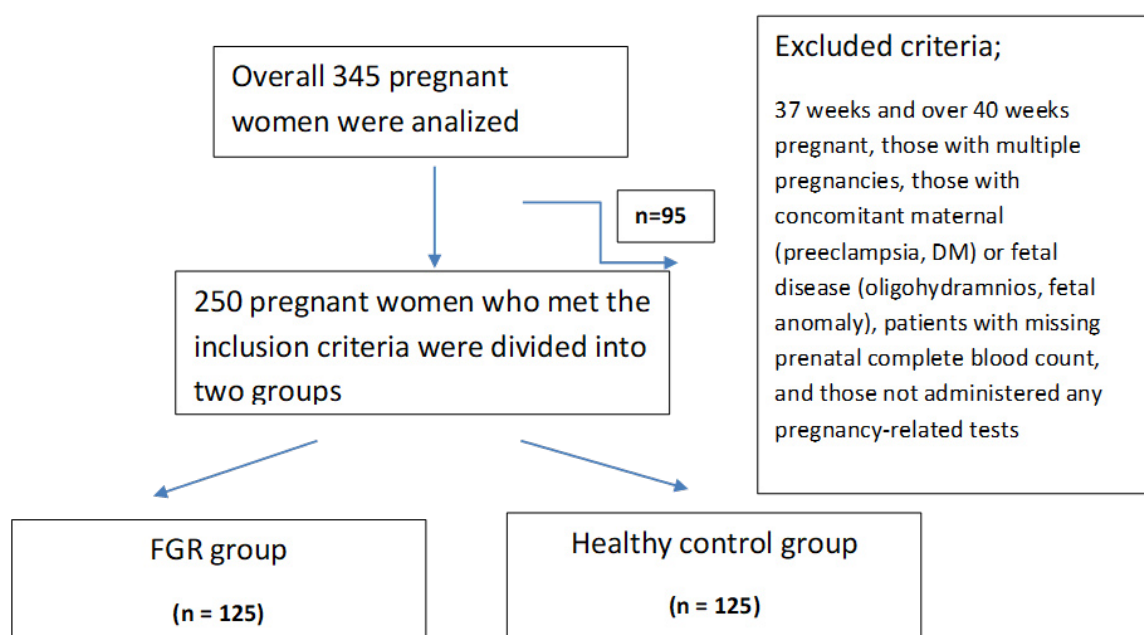 Overall 345 pregnant
women were analized
Excluded criteria;
37 weeks and over 40 weeks
pregnant, those with multiple
pregnancies, those with
concomitant maternal
(preeclampsia, DM) or fetal
disease (oligohydramnios, fetal
anomaly), patients with missing
prenatal complete blood count,
and those not administered any
pregnancy-related tests
n=95
250 pregnant women who met the
inclusion criteria were divided into
two groups
FGR group
(n = 125)
Healthy control group
(n = 125)